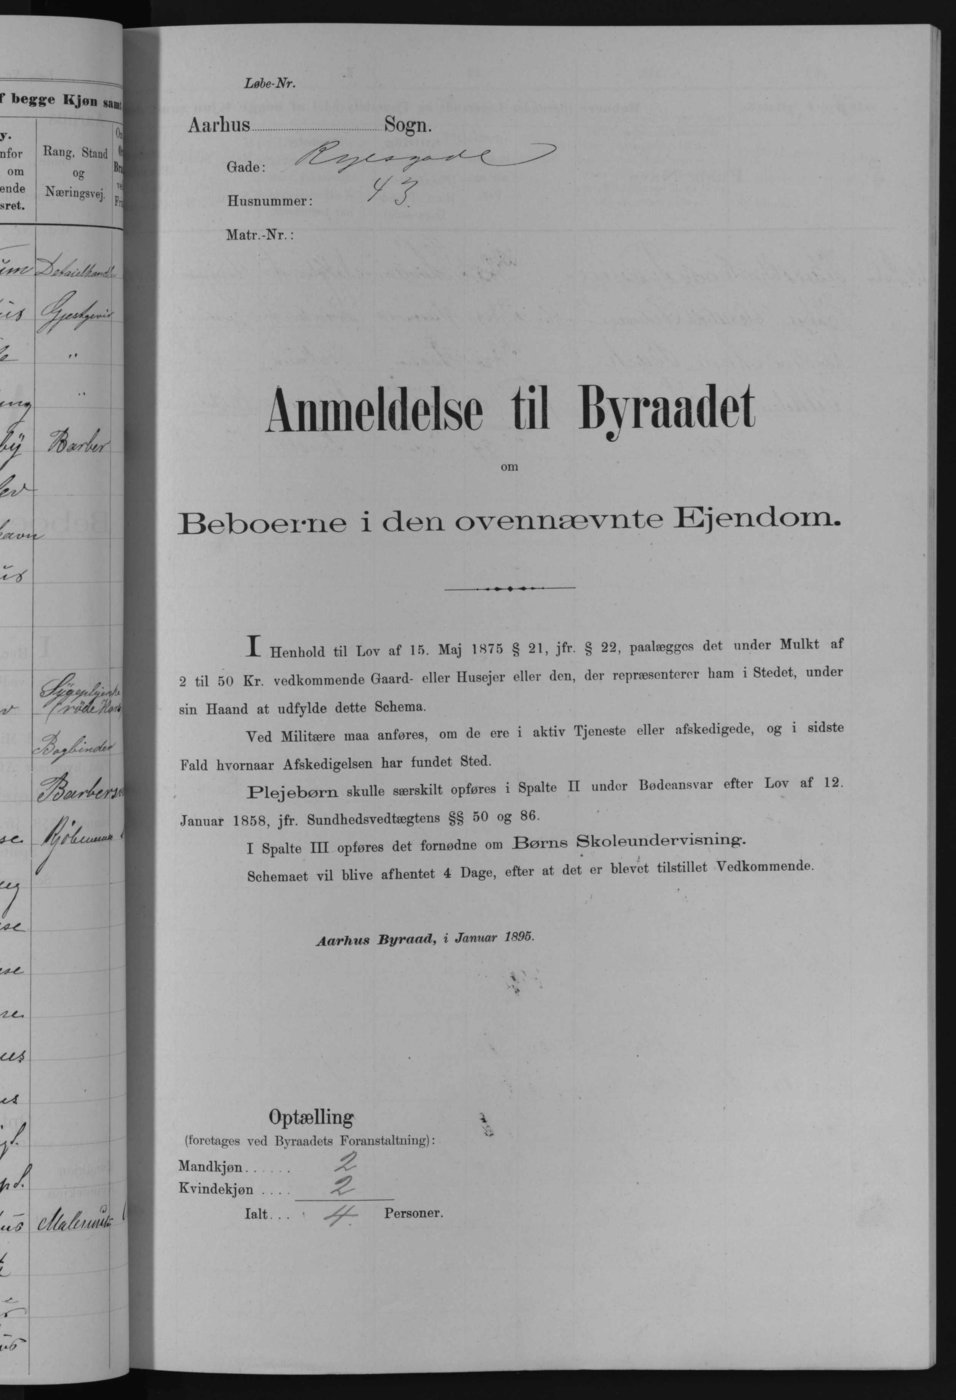 f begge Kjøn samt
y.
nfor
om
ende
sret.
Rang, Stand
og
Næringsvej.
Gjæstgiver
"
"
Barber
Bogbinder
Løbe-Nr.
Aarhus Sogn.
Gade: Ryesgade
Husnummer: 43.
Matr.-Nr.:
Anmeldelse til Byraadet
om
Beboerne i den ovennævnte Ejendom.
I Henhold til Lov af 15. Maj 1875 § 21, jfr. § 22, paalægges det under Mulkt af
2 til 50 Kr. vedkommende Gaard- eller Husejer eller den, der repræsenterer ham i Stedet, under
sin Haand at udfylde dette Schema.
Ved Militære maa anføres, om de ere i aktiv Tjeneste eller afskedigede, og i sidste
Fald hvornaar Afskedigelsen har fundet Sted.
Plejebørn skulle særskilt opføres i Spalte II under Bødeansvar efter Lov af 12.
Januar 1858, jfr. Sundhedsvedtægtens §§ 50 og 86.
I Spalte III opføres det fornødne om Børns Skoleundervisning.
Schemaet vil blive afhentet 4 Dage, efter at det er blevet tilstillet Vedkommende.
Aarhus Byraad, i Januar 1895.
Optælling
(foretages ved Byraadets Foranstaltning):
Mandkjøn...... 2
Kvindekjøn .... 2
Ialt... 4 Personer.